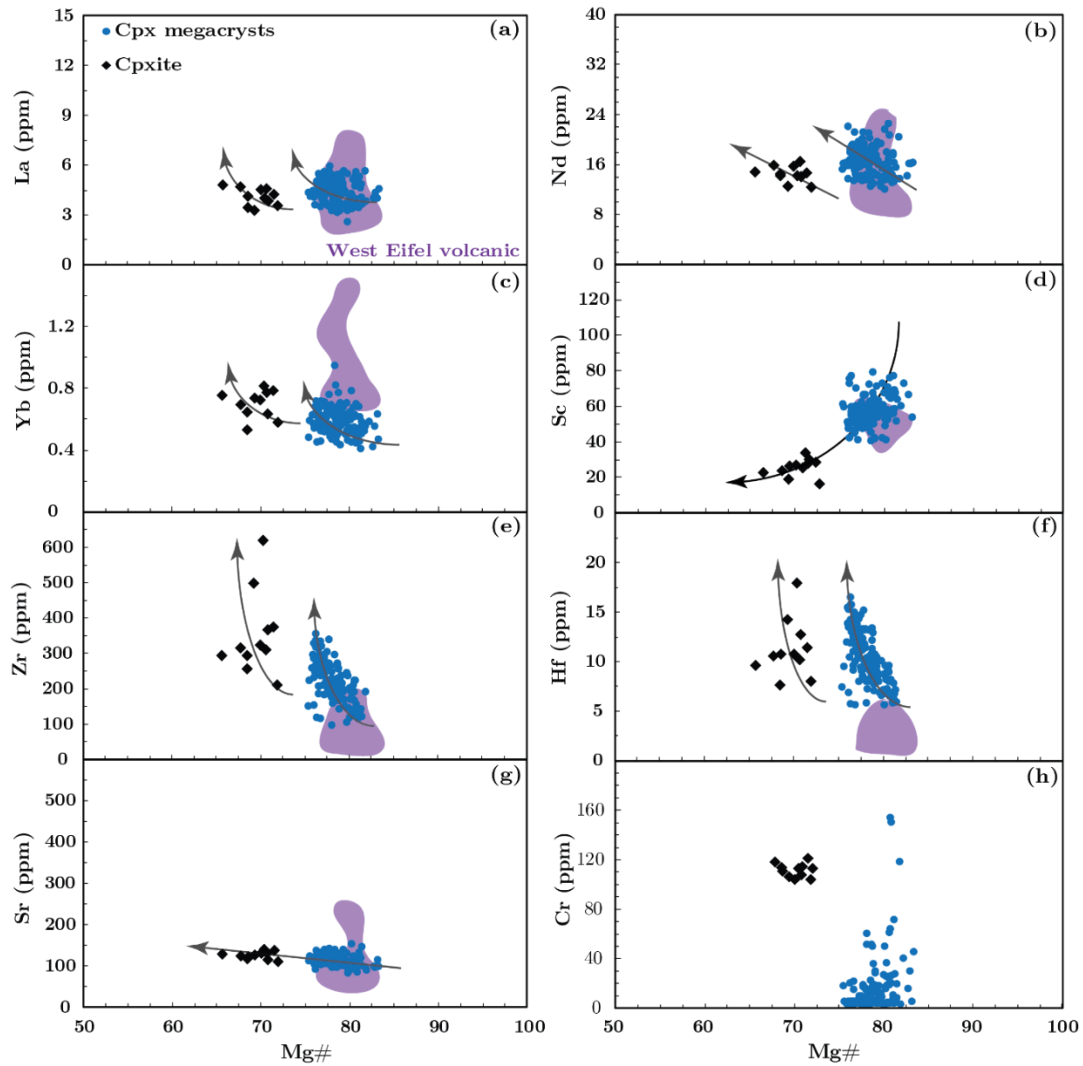 15
12
9
6
3
0
La (ppm)
Cpx megacrysts
Cpxite
(a)
West Eifel volcanic
40
32
24
16
8
0
Nd (ppm)
(b)
1.2
0.8
0.4
0
Yb (ppm)
(c)
120
100
80
60
40
20
0
Sc (ppm)
(d)
600
500
400
300
200
100
0
Zr (ppm)
(e)
20
15
10
5
0
Hf (ppm)
(f)
500
400
300
200
100
0
Sr (ppm)
(g)
50 60 70 80 90 100
Mg#
160
120
80
40
0
Cr (ppm)
(h)
50 60 70 80 90 100
Mg#